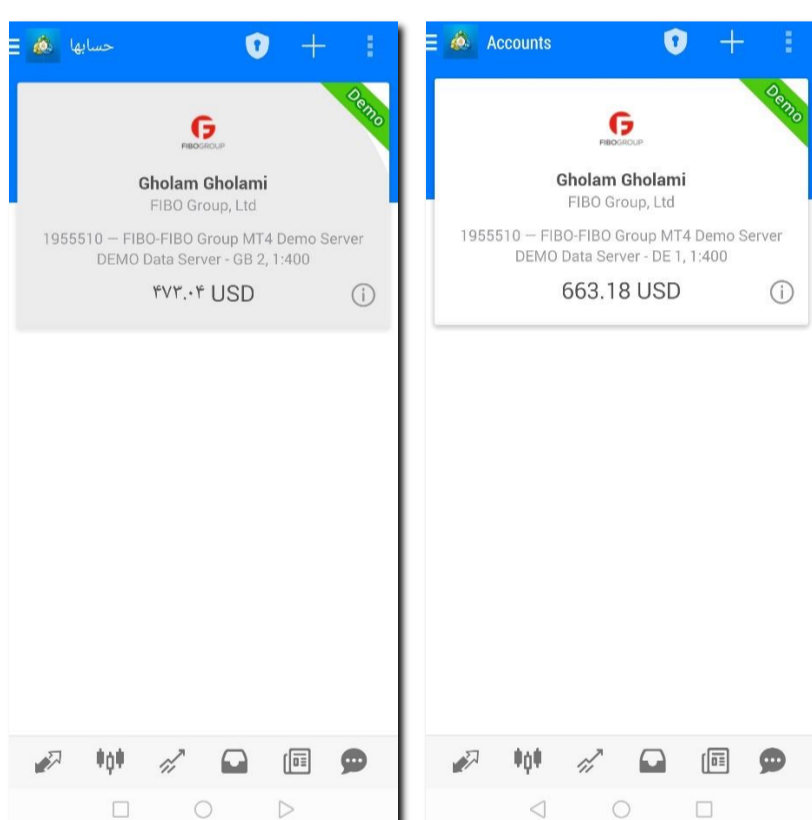 حسابها
Demo
FIBOGROUP
Gholam Gholami
FIBO Group, Ltd
1955510 — FIBO-FIBO Group MT4 Demo Server
DEMO Data Server - GB 2, 1:400
۴۷۳.۰۴ USD
Accounts
Demo
FIBOGROUP
Gholam Gholami
FIBO Group, Ltd
1955510 — FIBO-FIBO Group MT4 Demo Server
DEMO Data Server - DE 1, 1:400
663.18 USD